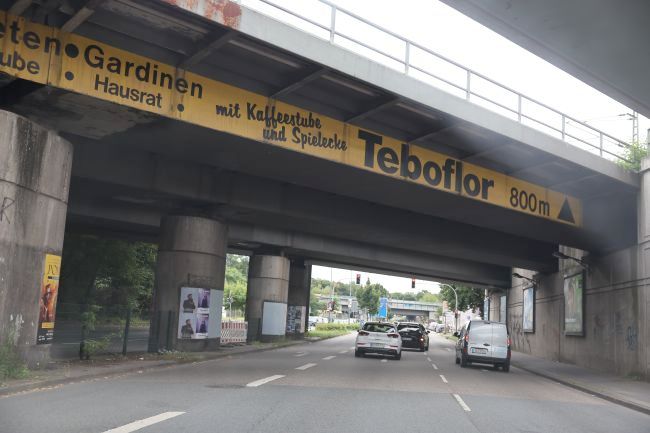 eten • Gardinen
ube • Hausrat •
mit Kaffeestube
und Spielecke
Teboflor 800m